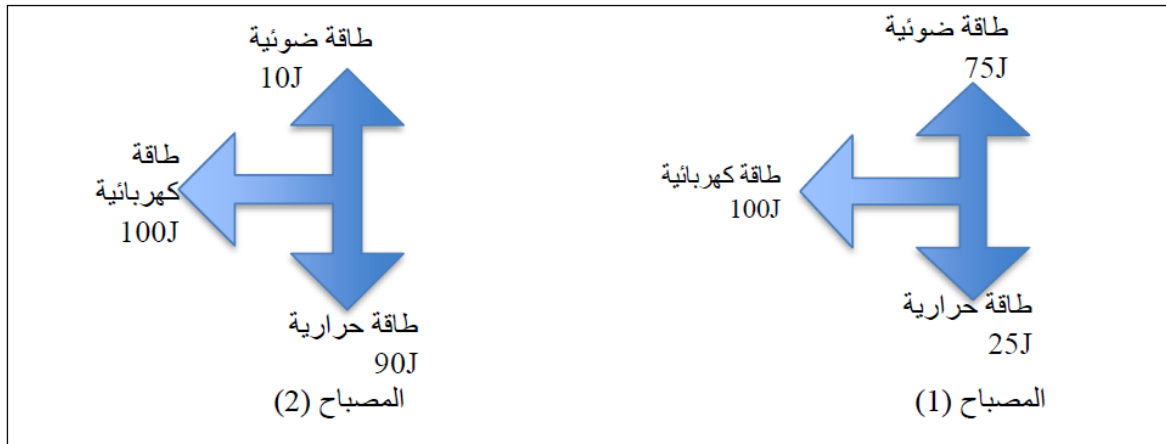 طاقة ضوئية
75J
طاقة كهربائية
100J
طاقة حرارية
25J
المصباح (1)
طاقة ضوئية
10J
طاقة
كهربائية
100J
طاقة حرارية
90J
المصباح (2)